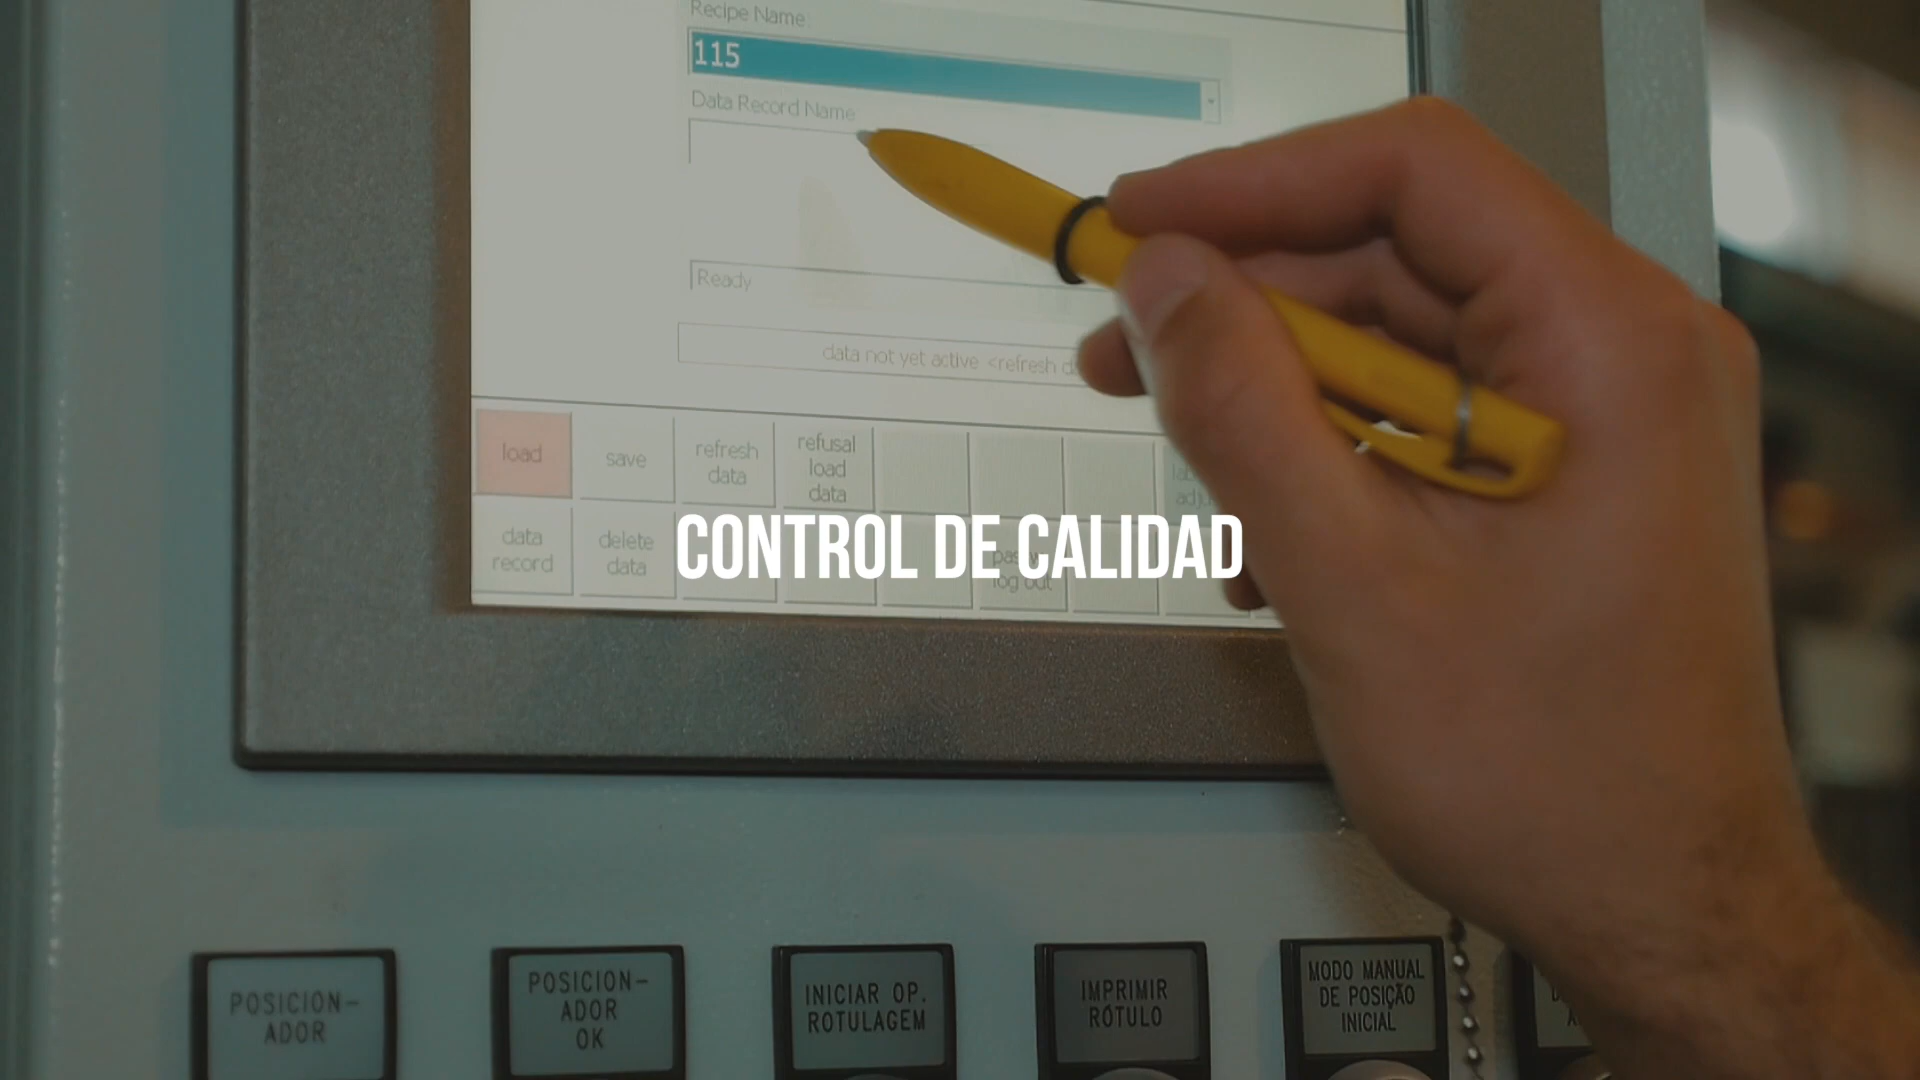 Recipe Name:
115
Data Record Name:
Ready
data not yet active <refresh
load
save
refresh
data
refusal
load
data
data
record
delete
data
log out
CONTROL DE CALIDAD
POSICION-
ADOR
POSICION-
ADOR
OK
INICIAR OP.
ROTULAGEM
IMPRIMIR
RÓTULO
MODO MANUAL
DE POSIÇÃO
INICIAL